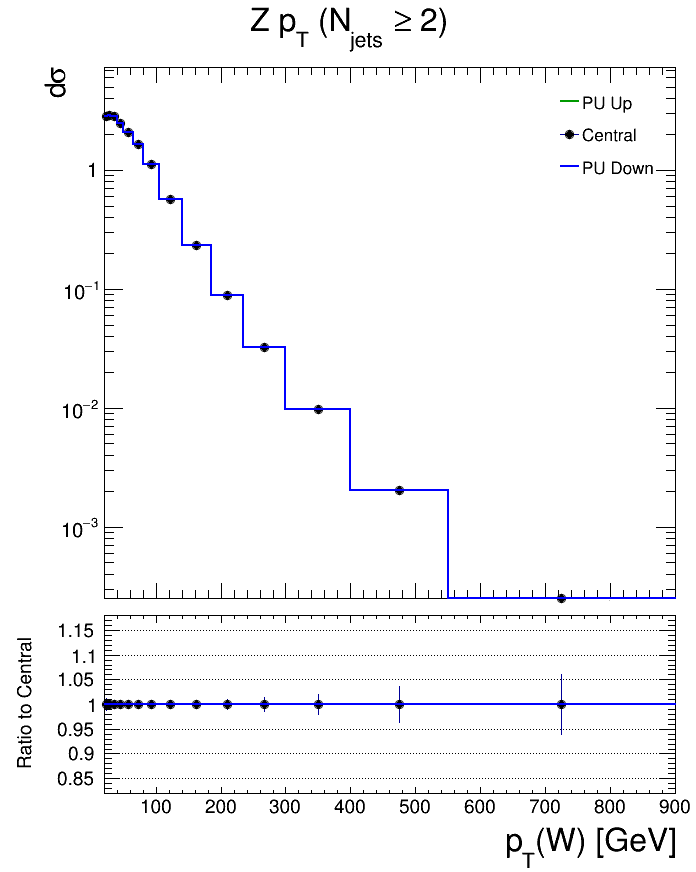 Z p_T (N_jets ≥ 2)
dσ
PU Up
Central
PU Down
1
10^−1
10^−2
10^−3
Ratio to Central
1.15
1.1
1.05
1
0.95
0.9
0.85
100 200 300 400 500 600 700 800 900
p_T(W) [GeV]